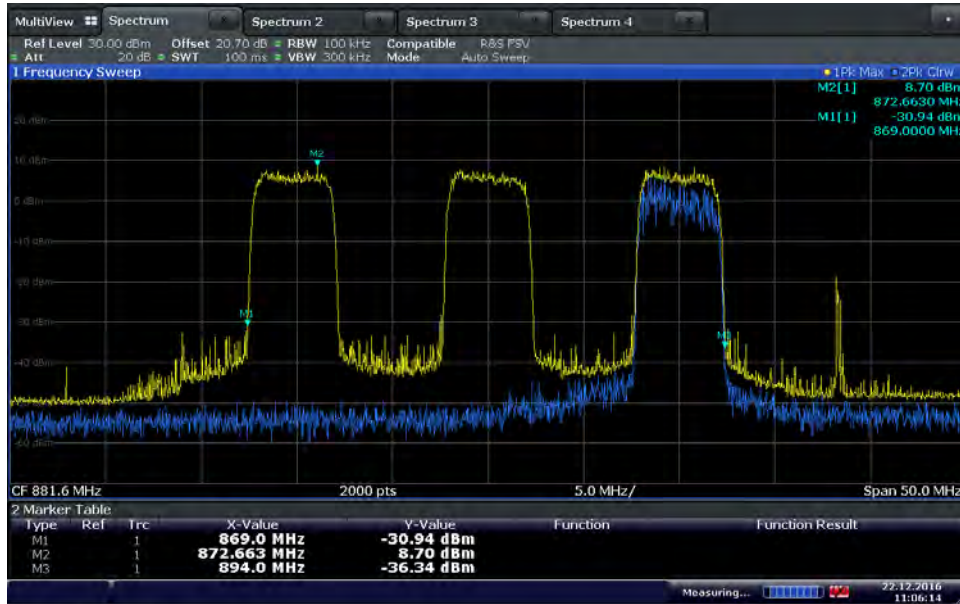 MultiView Spectrum Spectrum 2 Spectrum 3 Spectrum 4
Ref Level 30.00 dBm Offset 20.70 dB RBW 100 kHz Compatible R&S FSV
Att 20 dB SWT 100 ms VBW 300 kHz Mode Auto Sweep
1 Frequency Sweep 1Pk Max 2Pk Clrw
M2[1] 8.70 dBm
872.6630 MHz
M1[1] -30.94 dBm
869.0000 MHz
20 dBm
M2
10 dBm
0 dBm
-10 dBm
-20 dBm
-30 dBm
M1
M3
-40 dBm
-60 dBm
CF 881.6 MHz 2000 pts 5.0 MHz/ Span 50.0 MHz
2 Marker Table
Type Ref Trc X-Value Y-Value Function Function Result
M1 1 869.0 MHz -30.94 dBm
M2 1 872.663 MHz 8.70 dBm
M3 1 894.0 MHz -36.34 dBm
Measuring... 22.12.2016
11:06:14